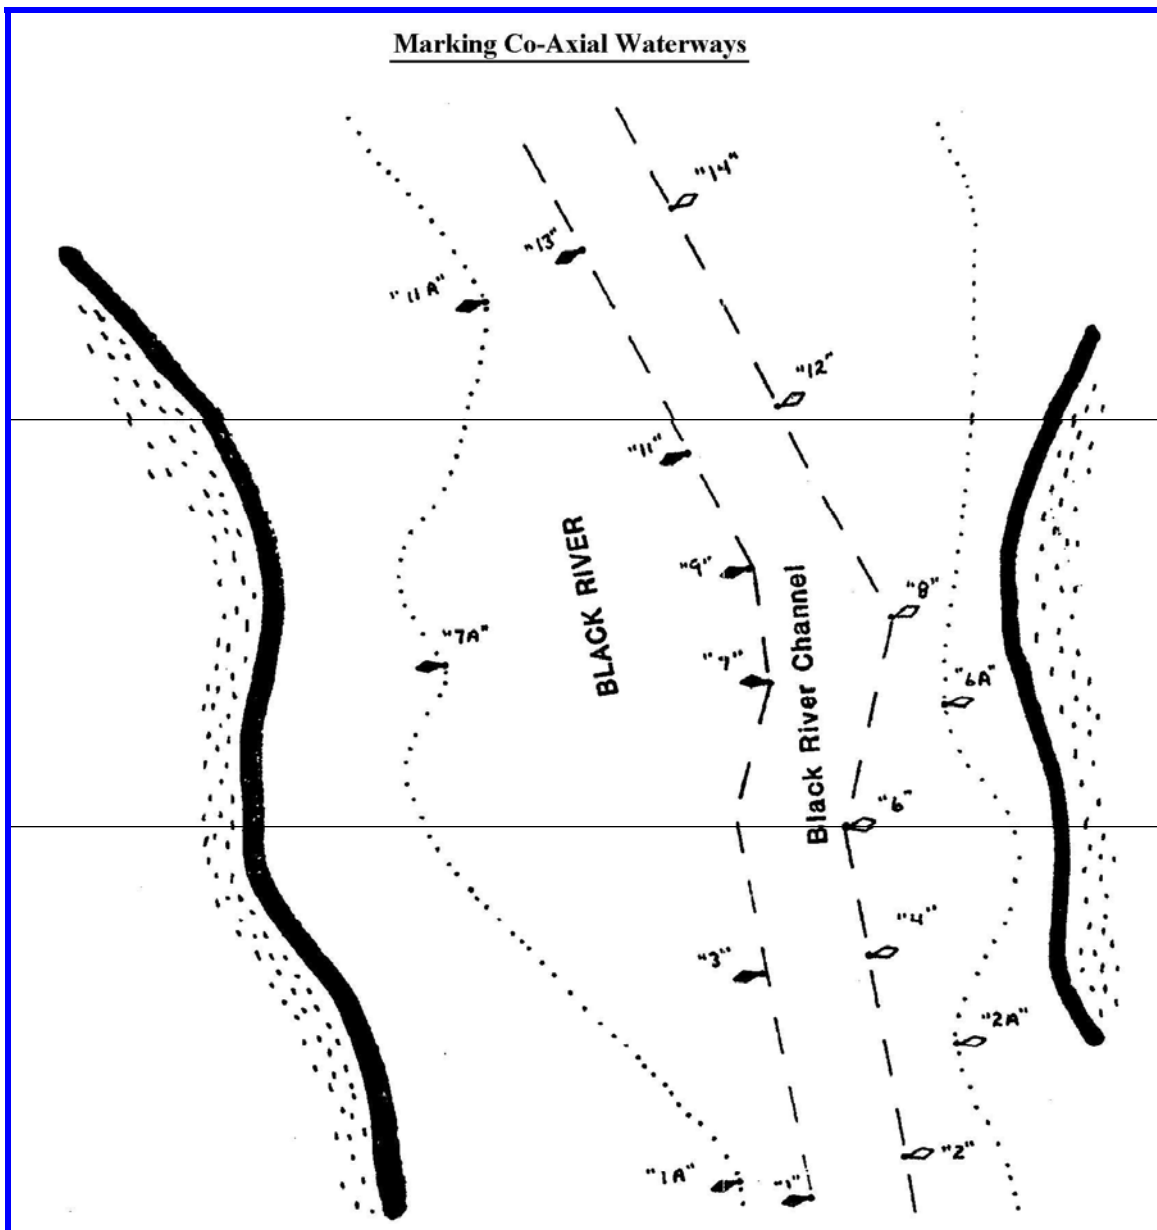 Marking Co-Axial Waterways
"14"
"13"
"11A"
"12"
"11"
"9"
"8"
"7A"
"7"
"6A"
BLACK RIVER
Black River Channel
"6"
"4"
"3"
"2A"
"2"
"1A"
"1"